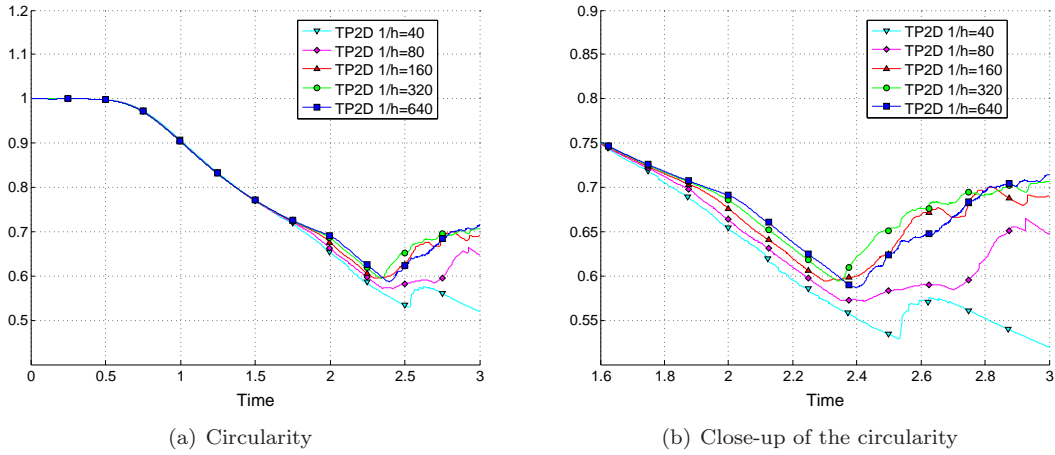 1.2
1
0.9
0.8
0.7
0.6
0.5
0 0.5 1 1.5 2 2.5 3
Time
TP2D 1/h=40
TP2D 1/h=80
TP2D 1/h=160
TP2D 1/h=320
TP2D 1/h=640
(a) Circularity
0.9
0.8
0.75
0.7
0.65
0.6
0.55
1.6 1.8 2 2.2 2.4 2.6 2.8 3
Time
TP2D 1/h=40
TP2D 1/h=80
TP2D 1/h=160
TP2D 1/h=320
TP2D 1/h=640
(b) Close-up of the circularity